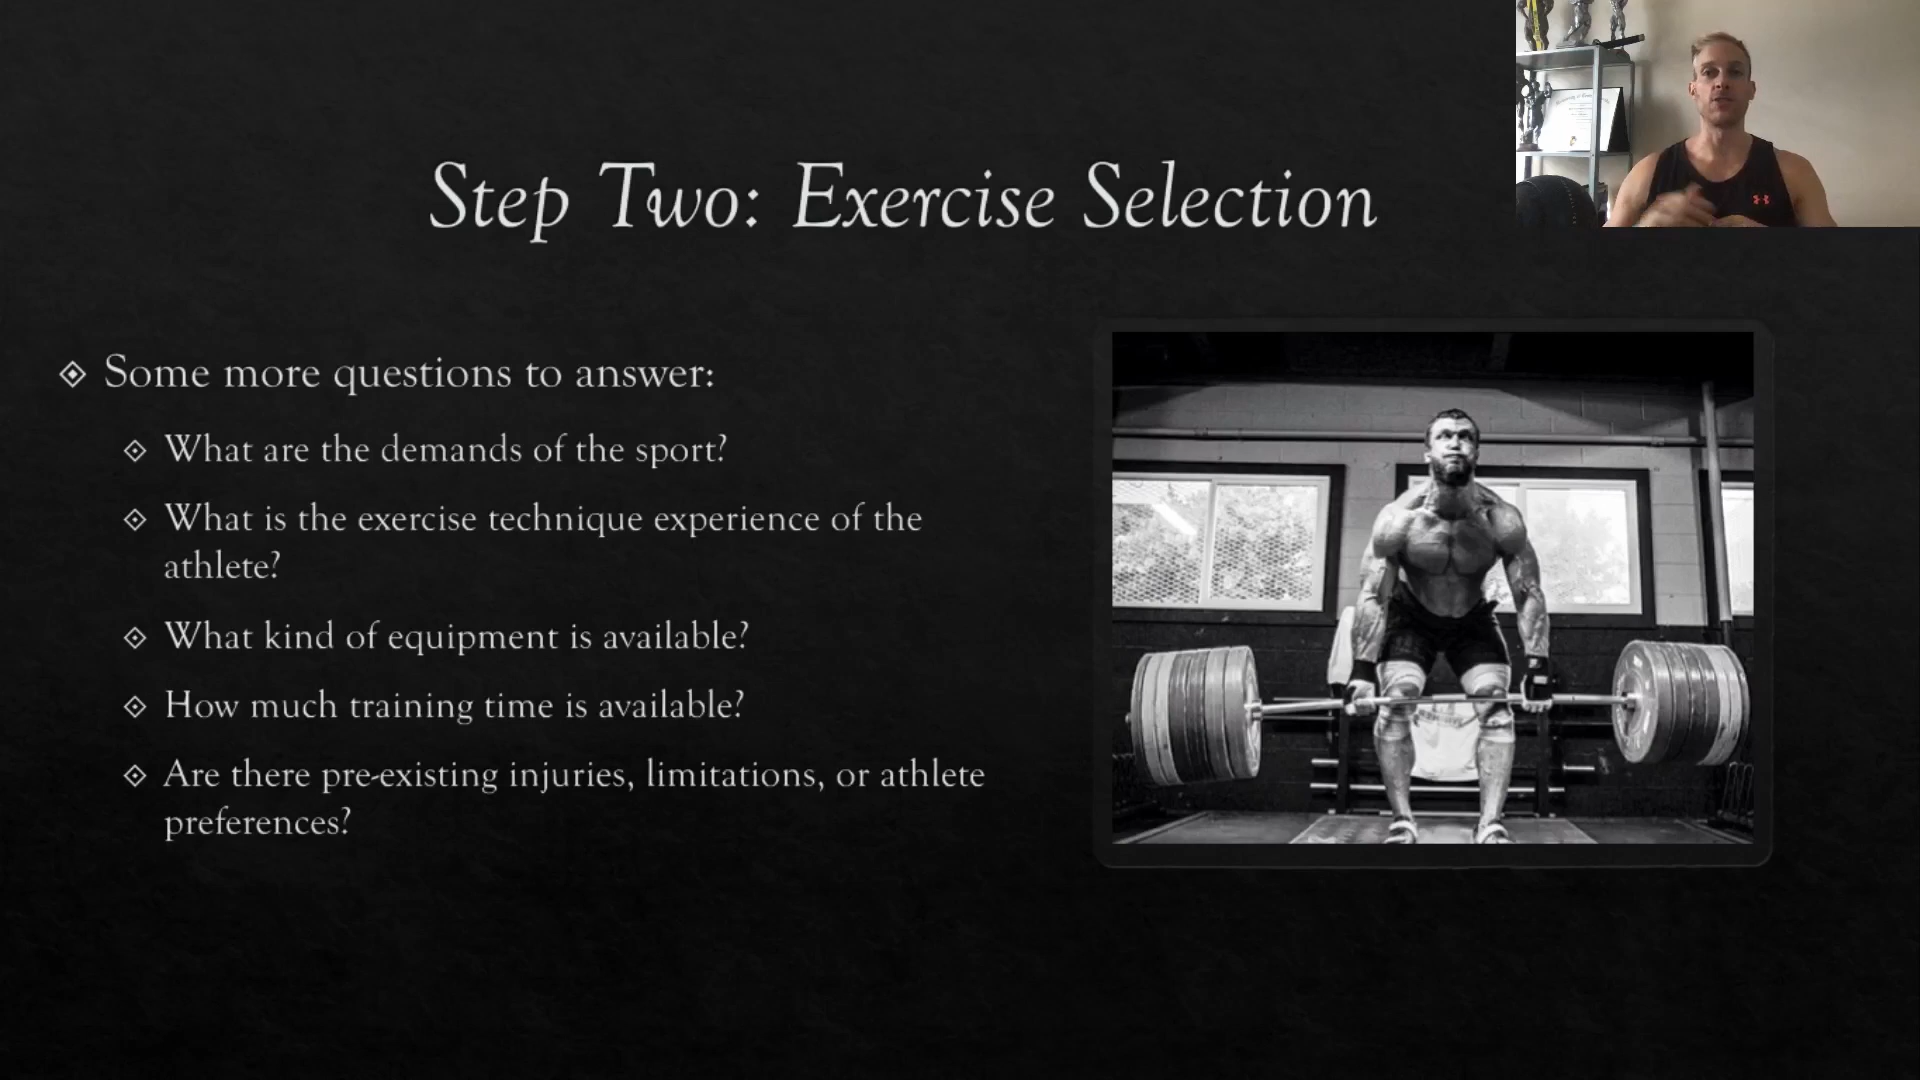 Step Two: Exercise Selection
Some more questions to answer:
What are the demands of the sport?
What is the exercise technique experience of the
athlete?
What kind of equipment is available?
How much training time is available?
Are there pre-existing injuries, limitations, or athlete
preferences?